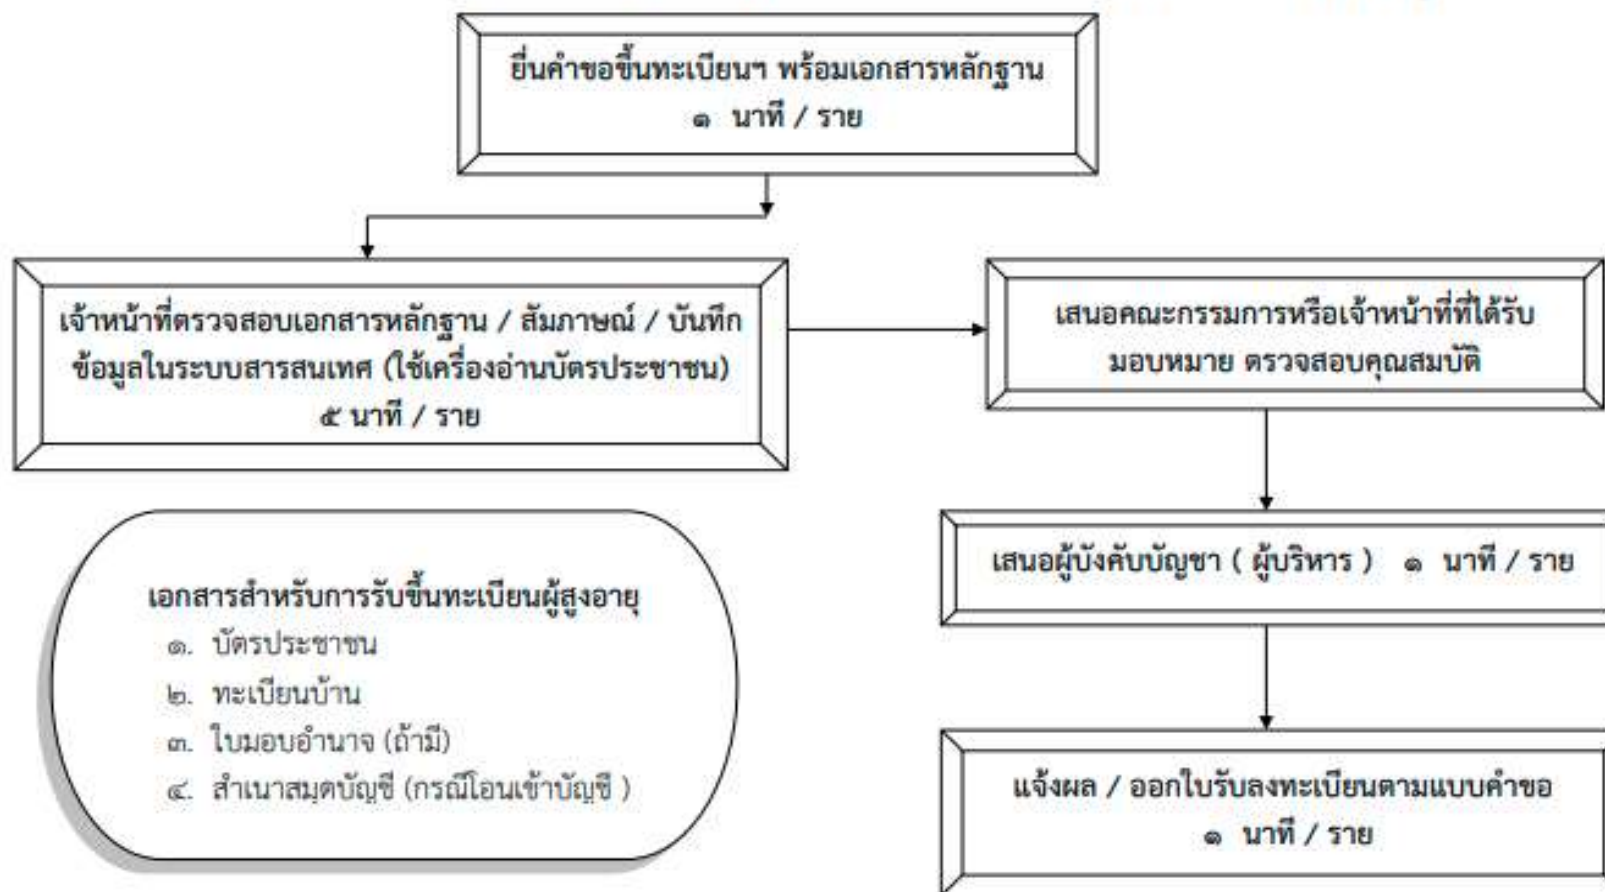 ยื่นคำขอขึ้นทะเบียนฯ พร้อมเอกสารหลักฐาน
๑ นาที / ราย
เจ้าหน้าที่ตรวจสอบเอกสารหลักฐาน / สัมภาษณ์ / บันทึก
ข้อมูลในระบบสารสนเทศ (ใช้เครื่องอ่านบัตรประชาชน)
๕ นาที / ราย
เสนอคณะกรรมการหรือเจ้าหน้าที่ที่ได้รับ
มอบหมาย ตรวจสอบคุณสมบัติ
เสนอผู้บังคับบัญชา ( ผู้บริหาร ) ๑ นาที / ราย
แจ้งผล / ออกใบรับลงทะเบียนตามแบบคำขอ
๑ นาที / ราย
เอกสารสำหรับการรับขึ้นทะเบียนผู้สูงอายุ
๑. บัตรประชาชน
๒. ทะเบียนบ้าน
๓. ใบมอบอำนาจ (ถ้ามี)
๔. สำเนาสมุดบัญชี (กรณีโอนเข้าบัญชี )